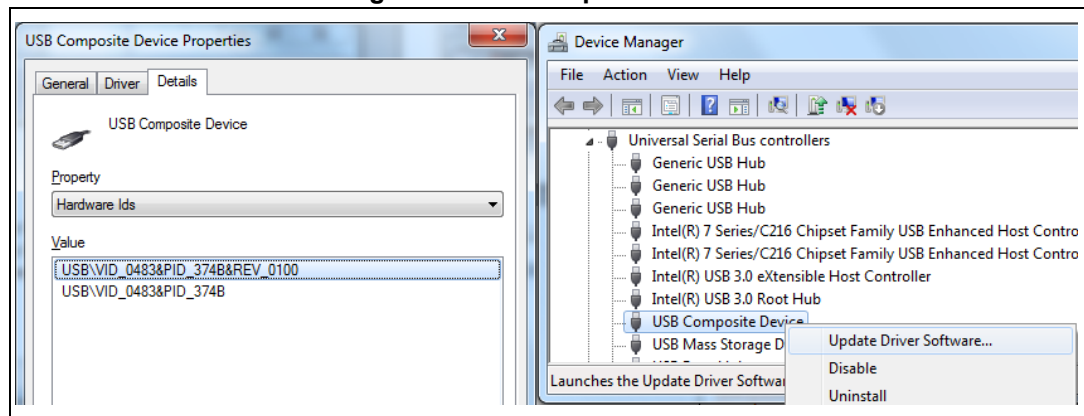 USB Composite Device Properties
General Driver Details
USB Composite Device
Property
Hardware Ids
Value
USB\VID_0483&PID_374B&REV_0100
USB\VID_0483&PID_374B
Device Manager
File Action View Help
Universal Serial Bus controllers
Generic USB Hub
Generic USB Hub
Generic USB Hub
Intel(R) 7 Series/C216 Chipset Family USB Enhanced Host Contro
Intel(R) 7 Series/C216 Chipset Family USB Enhanced Host Contro
Intel(R) USB 3.0 eXtensible Host Controller
Intel(R) USB 3.0 Root Hub
USB Composite Device
USB Mass Storage D
Launches the Update Driver Softwar
Update Driver Software...
Disable
Uninstall